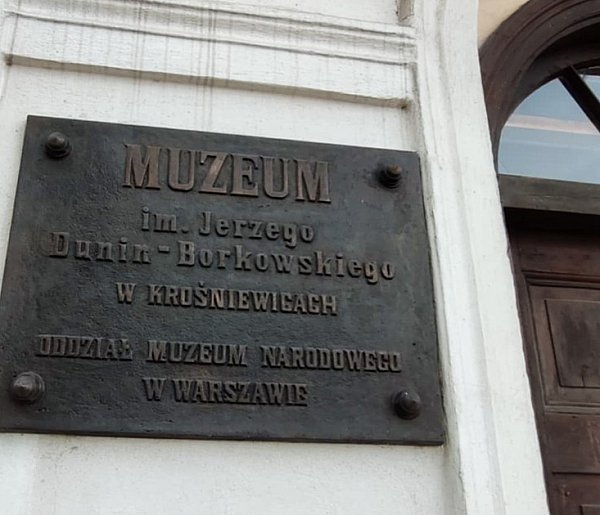 MUZEUM
im. Jerzego
Dunin-Borkowskiego
W KROŚNIEWICACH
ODDZIAŁ MUZEUM NARODOWEGO
W WARSZAWIE